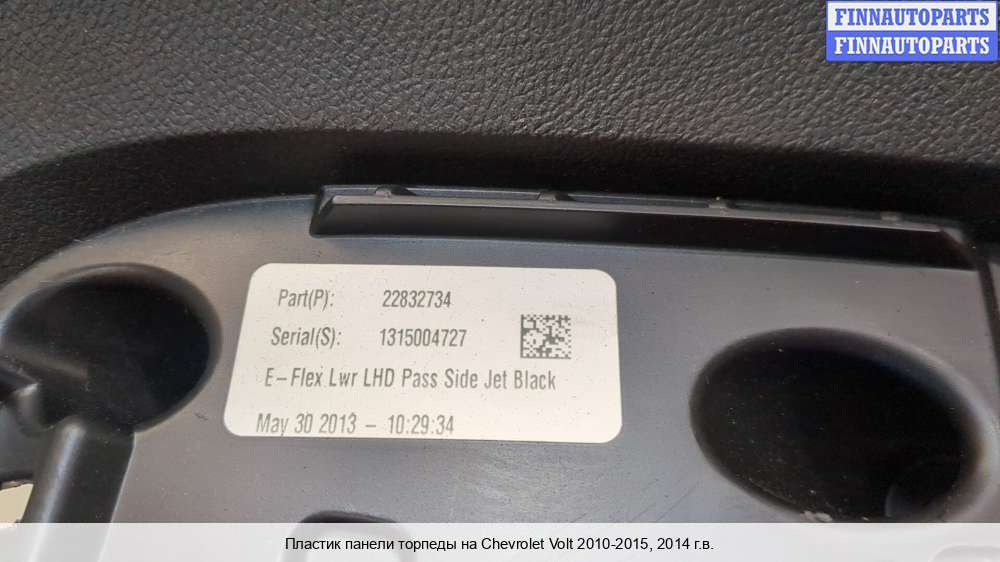 FINNAUTOPARTS
FINNAUTOPARTS
Part(P): 22832734
Serial(S): 1315004727
E-Flex Lwr LHD Pass Side Jet Black
May 30 2013 - 10:29:34
Пластик панели торпеды на Chevrolet Volt 2010-2015, 2014 г.в.